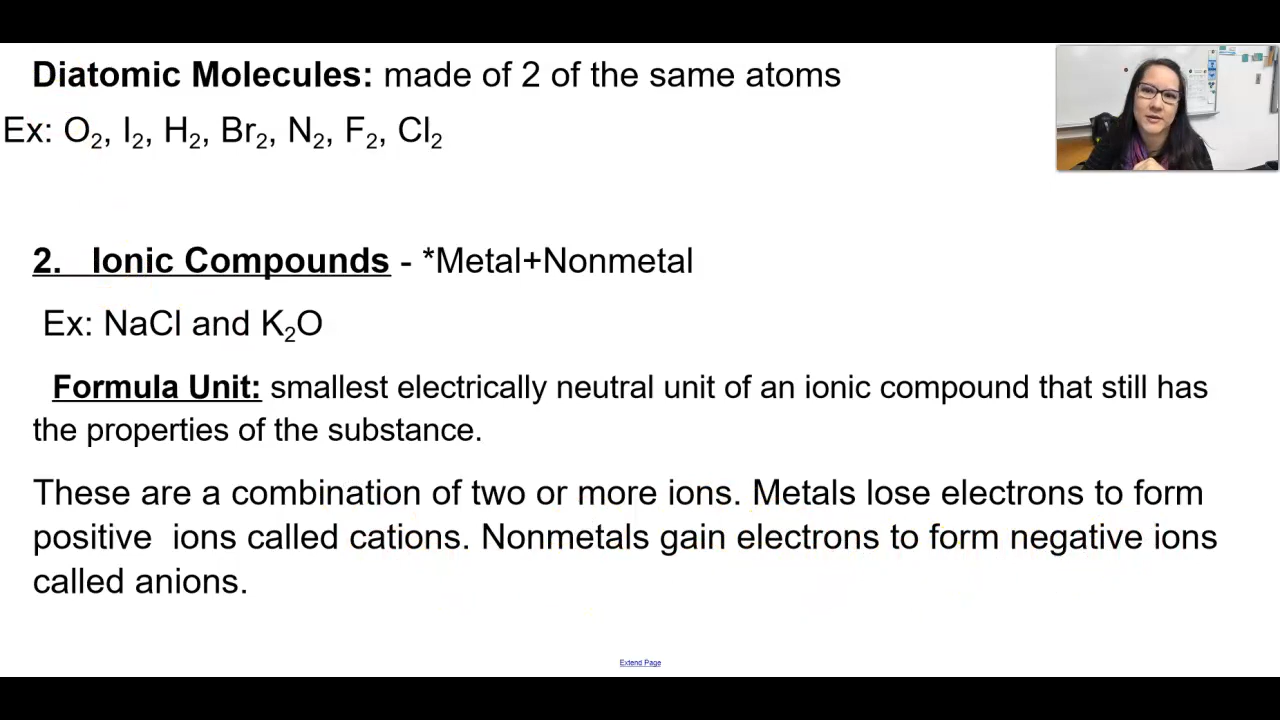 Diatomic Molecules: made of 2 of the same atoms
Ex: O₂, I₂, H₂, Br₂, N₂, F₂, Cl₂
2. Ionic Compounds - *Metal+Nonmetal
Ex: NaCl and K₂O
Formula Unit: smallest electrically neutral unit of an ionic compound that still has
the properties of the substance.
These are a combination of two or more ions. Metals lose electrons to form
positive  ions called cations. Nonmetals gain electrons to form negative ions
called anions.
Extend Page